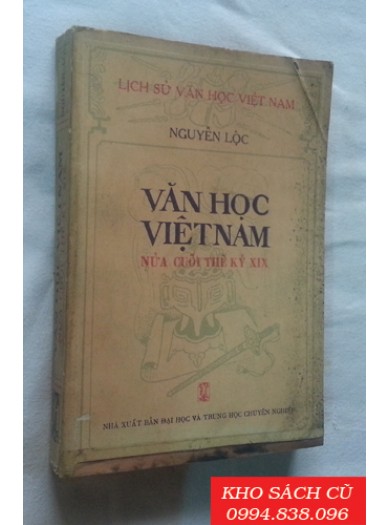 LỊCH SỬ VĂN HỌC VIỆT NAM
NGUYỄN LỘC
VĂN HỌC
VIỆT NAM
NỬA CUỐI THẾ KỶ XIX
NHÀ XUẤT BẢN ĐẠI HỌC VÀ TRUNG HỌC CHUYÊN NGHIỆP
KHO SÁCH CŨ
0994.838.096